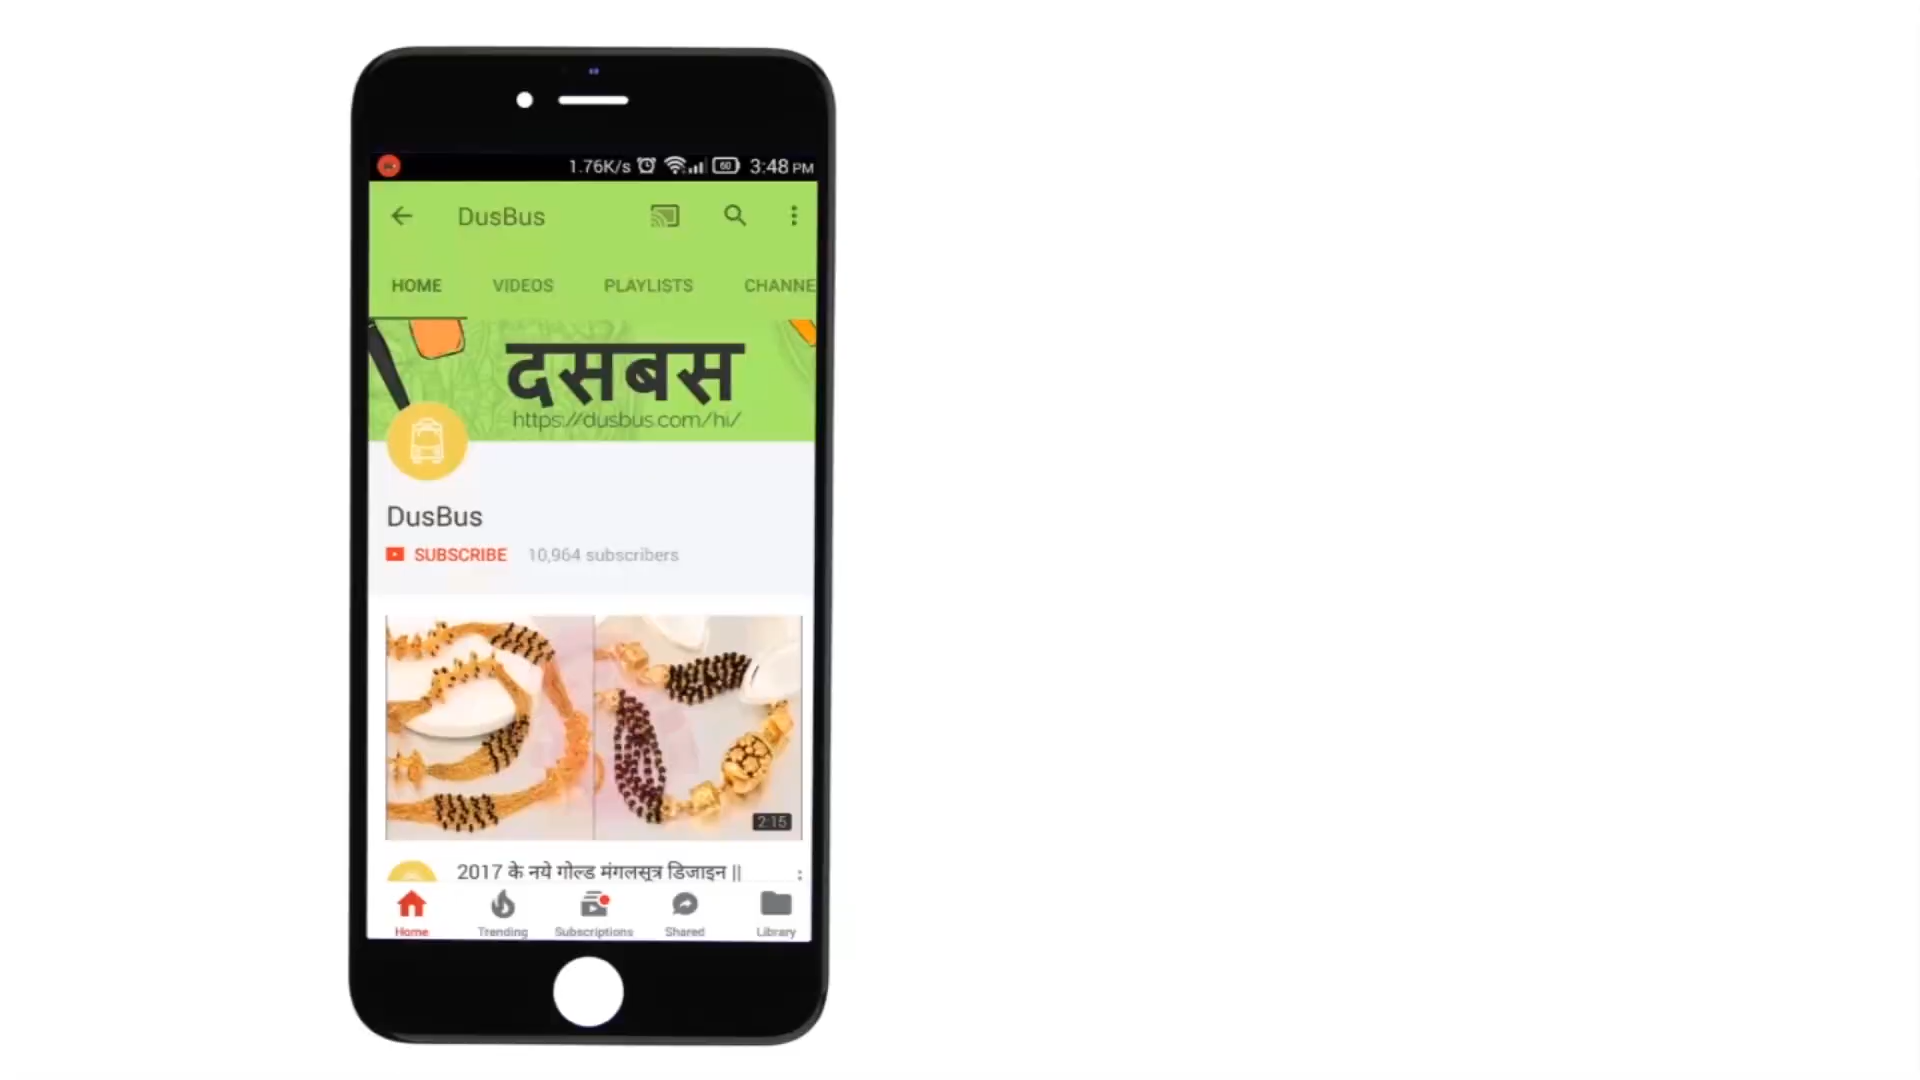 1.76K/s 60 3:48 PM
DusBus
HOME VIDEOS PLAYLISTS CHANNE
दसबस
https://dusbus.com/hi/
DusBus
SUBSCRIBE 10,964 subscribers
2:15
2017 के नये गोल्ड मंगलसूत्र डिजाइन ||
Home Trending Subscriptions Shared Library